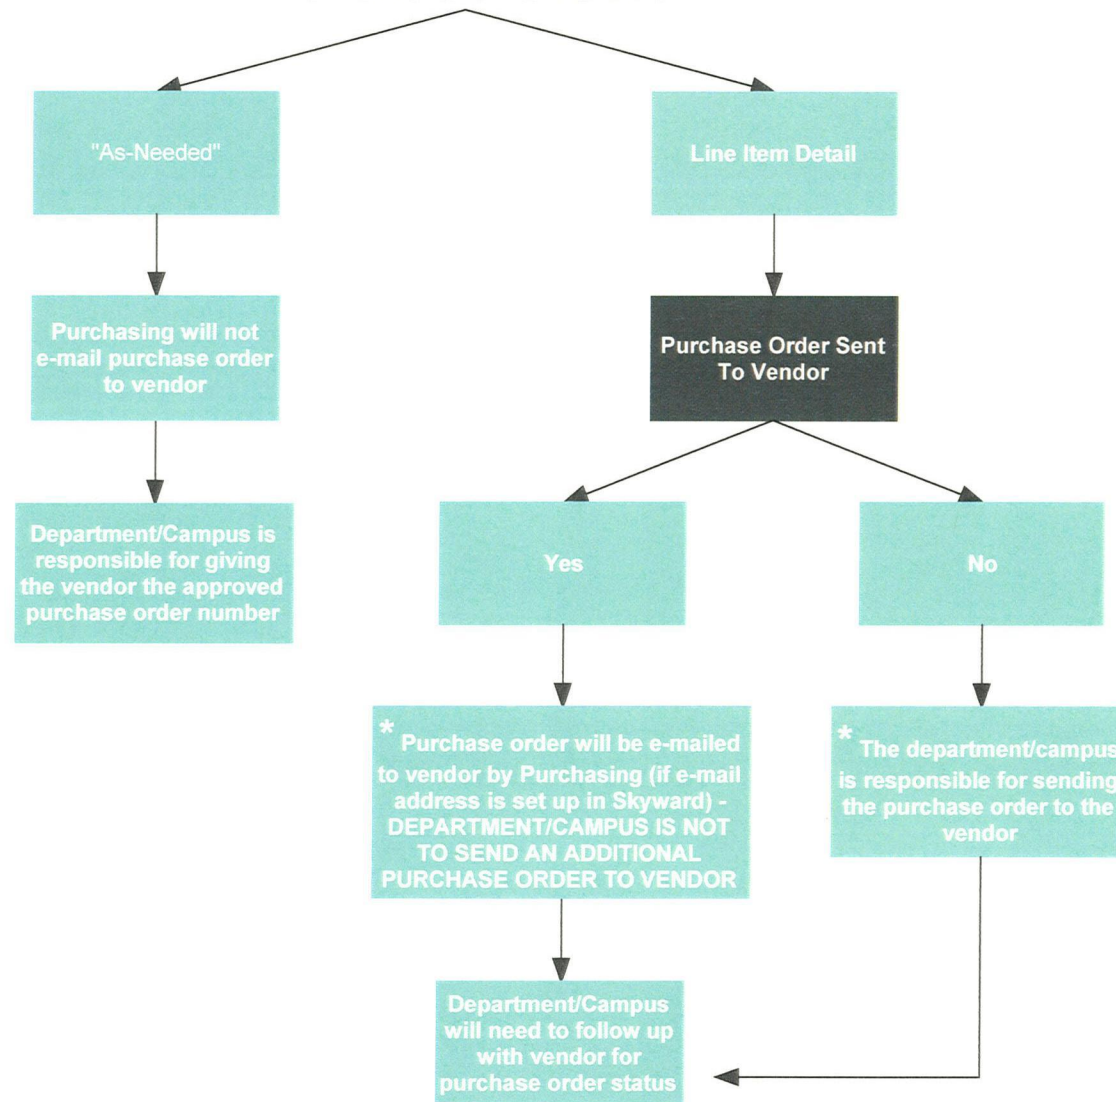 "As-Needed"
Line Item Detail
Purchasing will not
e-mail purchase order
to vendor
Purchase Order Sent
To Vendor
Department/Campus is
responsible for giving
the vendor the approved
purchase order number
Yes
No
* Purchase order will be e-mailed
to vendor by Purchasing (if e-mail
address is set up in Skyward) -
DEPARTMENT/CAMPUS IS NOT
TO SEND AN ADDITIONAL
PURCHASE ORDER TO VENDOR
* The department/campus
is responsible for sending
the purchase order to the
vendor
Department/Campus
will need to follow up
with vendor for
purchase order status